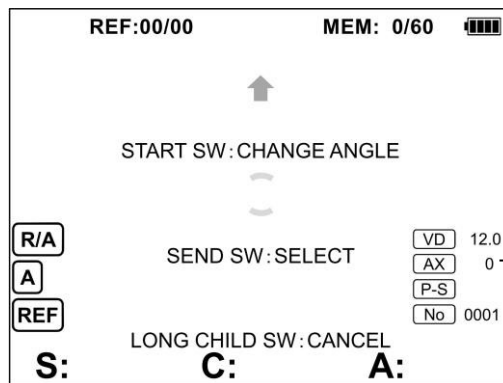 REF:00/00 MEM: 0/60
START SW:CHANGE ANGLE
R/A
VD 12.0
SEND SW:SELECT
A
AX 0
P-S
REF
No 0001
LONG CHILD SW:CANCEL
S: C: A: